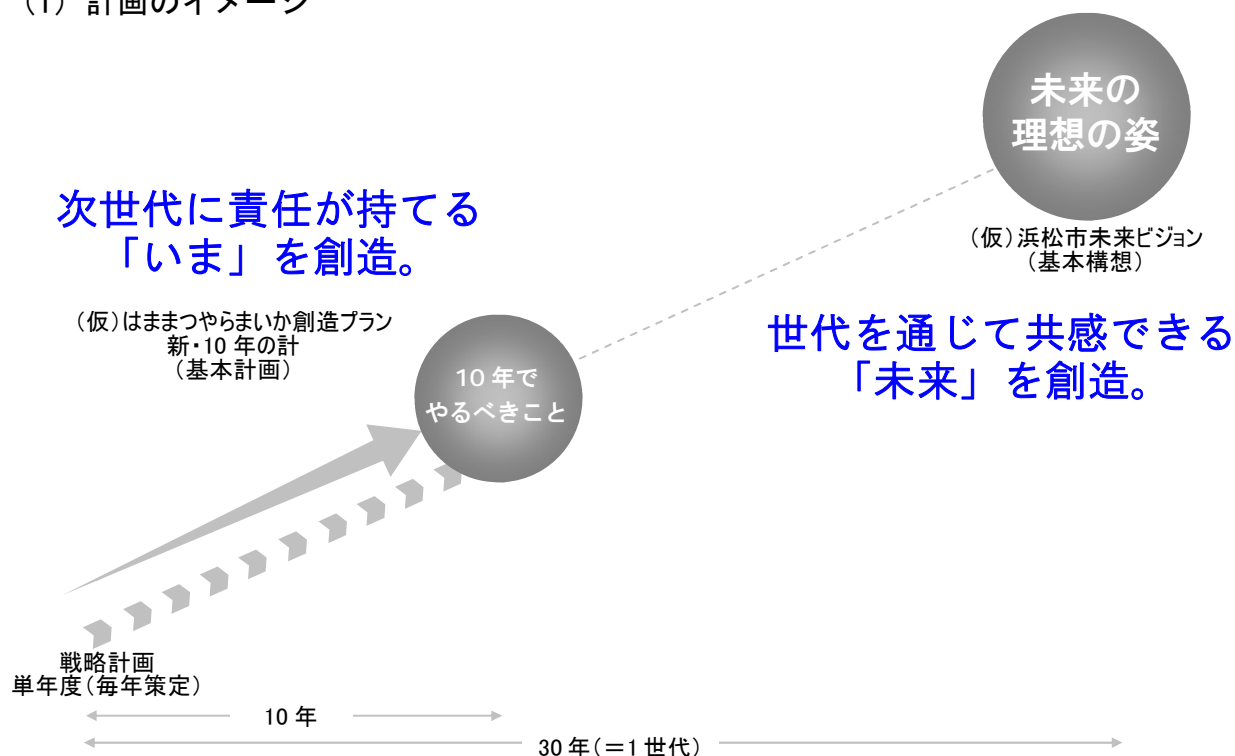 (1) 計画のイメージ
未来の
理想の姿
(仮)浜松市未来ビジョン
(基本構想)
次世代に責任が持てる
「いま」を創造。
(仮)はままつやらまいか創造プラン
新・10年の計
(基本計画)
世代を通じて共感できる
「未来」を創造。
10年で
やるべきこと
戦略計画
単年度(毎年策定)
10年
30年(=1世代)